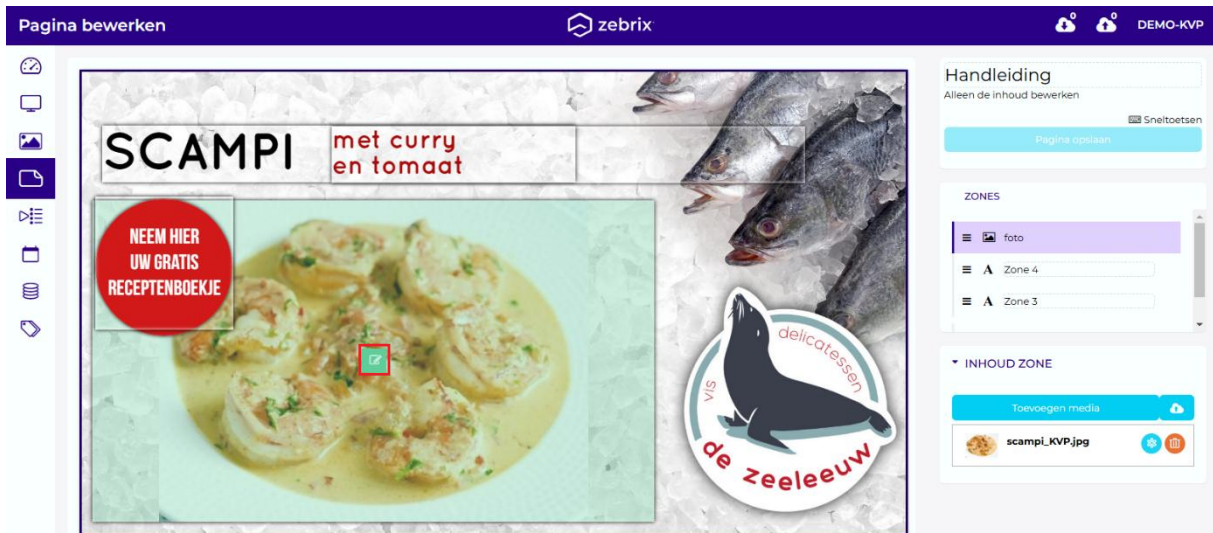 Pagina bewerken
zebrix
0
0
DEMO-KVP
Handleiding
Alleen de inhoud bewerken
Sneltoetsen
Pagina opslaan
SCAMPI
met curry
en tomaat
NEEM HIER
UW GRATIS
RECEPTENBOEKJE
vis
delicatessen
de zeeleeuw
ZONES
foto
A Zone 4
A Zone 3
INHOUD ZONE
Toevoegen media
scampi_KVP.jpg